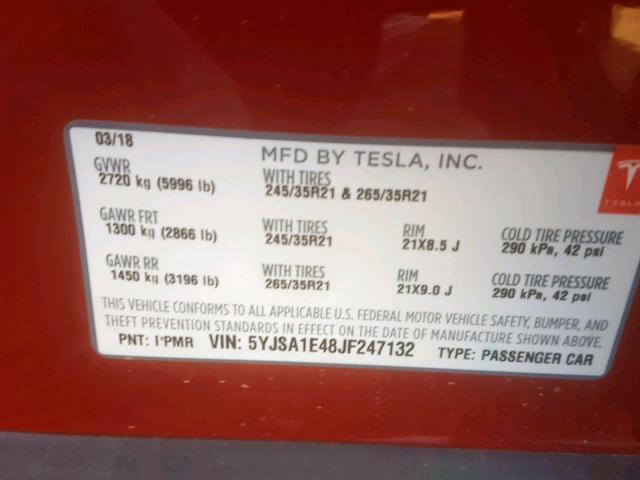 03/18
MFD BY TESLA, INC.
GVWR
2720 kg (5996 lb)
WITH TIRES
245/35R21 & 265/35R21
TESLA
GAWR FRT
1300 kg (2866 lb)
WITH TIRES
245/35R21
RIM
21X8.5 J
COLD TIRE PRESSURE
290 kPa, 42 psi
GAWR RR
1450 kg (3196 lb)
WITH TIRES
265/35R21
RIM
21X9.0 J
COLD TIRE PRESSURE
290 kPa, 42 psi
THIS VEHICLE CONFORMS TO ALL APPLICABLE U.S. FEDERAL MOTOR VEHICLE SAFETY, BUMPER, AND
THEFT PREVENTION STANDARDS IN EFFECT ON THE DATE OF MANUFACTURE SHOWN ABOVE.
PNT: PPMR VIN: 5YJSA1E48JF247132 TYPE: PASSENGER CAR